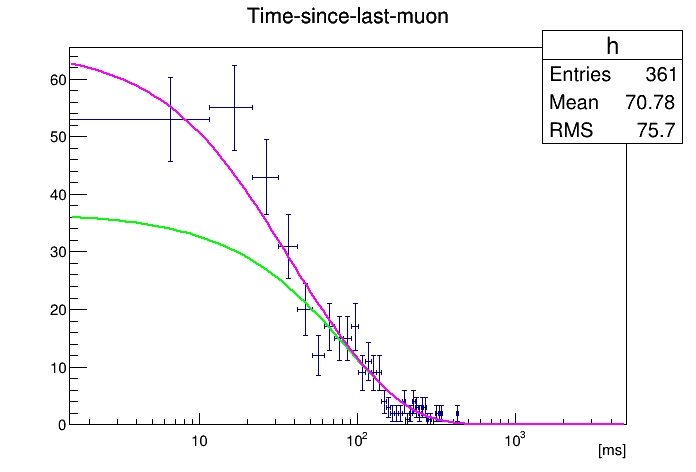 Time-since-last-muon
h
Entries 361
Mean 70.78
RMS 75.7
60
50
40
30
20
10
0
10 10² 10³
[ms]